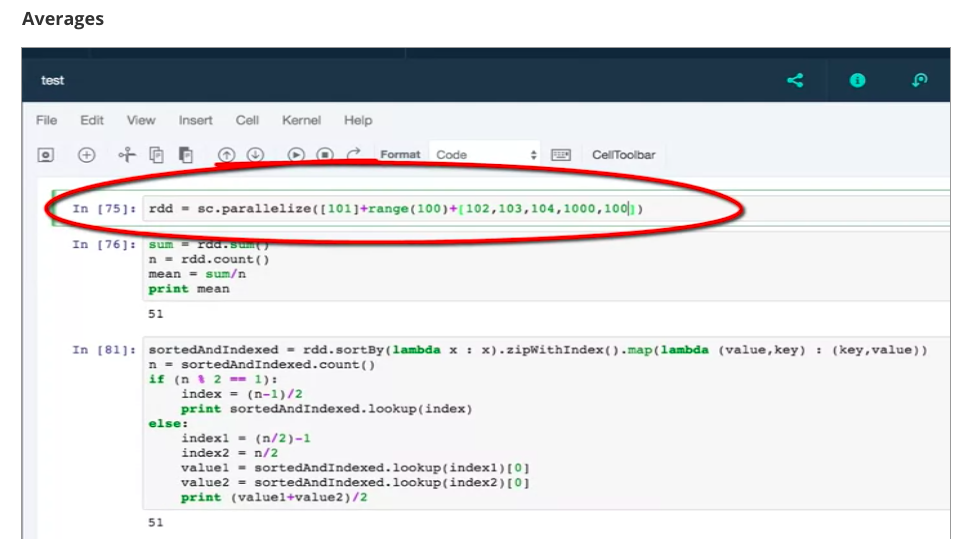 Averages
test
File Edit View Insert Cell Kernel Help
Format Code CellToolbar
In [75]: rdd = sc.parallelize([101]+range(100)+[102,103,104,1000,100])
In [76]: sum = rdd.sum()
n = rdd.count()
mean = sum/n
print mean
51
In [81]: sortedAndIndexed = rdd.sortBy(lambda x : x).zipWithIndex().map(lambda (value,key) : (key,value))
n = sortedAndIndexed.count()
if (n % 2 == 1):
    index = (n-1)/2
    print sortedAndIndexed.lookup(index)
else:
    index1 = (n/2)-1
    index2 = n/2
    value1 = sortedAndIndexed.lookup(index1)[0]
    value2 = sortedAndIndexed.lookup(index2)[0]
    print (value1+value2)/2
51